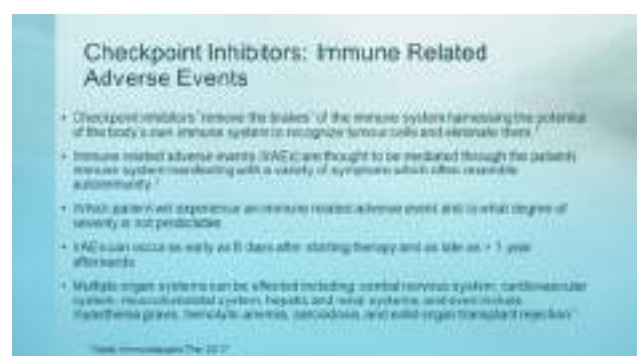 Checkpoint Inhibitors: Immune Related
Adverse Events
• Checkpoint inhibitors "remove the brakes" of the immune system harnessing the potential
of the body's own immune system to recognize tumour cells and eliminate them.
• Immune related adverse events (irAEs) are thought to be mediated through the patients
immune system manifesting with a variety of symptoms which often resemble
autoimmunity.
• Which patient will experience an immune related adverse event and to what degree of
severity is not predictable
• irAEs can occur as early as 8 days after starting therapy and as late as > 1 year
afterwards
• Multiple organ systems can be affected including: central nervous system, cardiovascular
system, musculoskeletal system, hepatic and renal systems, and even include
myasthenia gravis, hemolytic anemia, sarcoidosis, and solid organ transplant rejection
2017